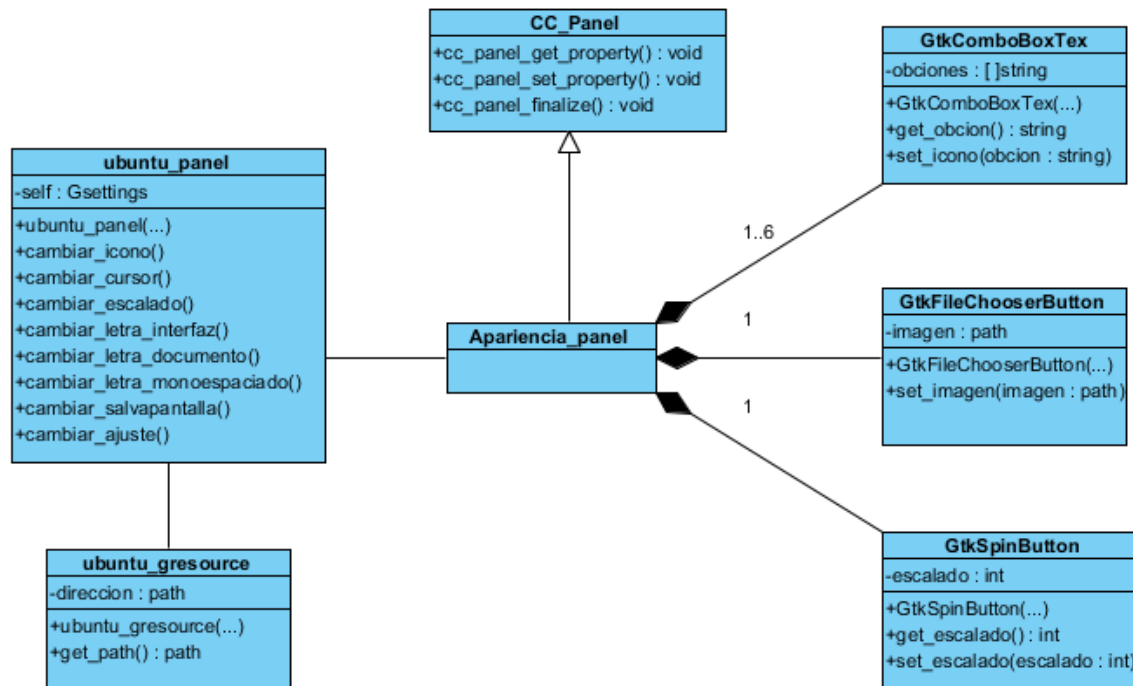 CC_Panel
+cc_panel_get_property() : void
+cc_panel_set_property() : void
+cc_panel_finalize() : void
GtkComboBoxTex
-obciones : [ ]string
+GtkComboBoxTex(...)
+get_obcion() : string
+set_icono(obcion : string)
ubuntu_panel
-self : Gsettings
+ubuntu_panel(...)
+cambiar_icono()
+cambiar_cursor()
+cambiar_escalado()
+cambiar_letra_interfaz()
+cambiar_letra_documento()
+cambiar_letra_monoespaciado()
+cambiar_salvapantalla()
+cambiar_ajuste()
1..6
1
1
Apariencia_panel
GtkFileChooserButton
-imagen : path
+GtkFileChooserButton(...)
+set_imagen(imagen : path)
ubuntu_gresource
-direccion : path
+ubuntu_gresource(...)
+get_path() : path
GtkSpinButton
-escalado : int
+GtkSpinButton(...)
+get_escalado() : int
+set_escalado(escalado : int)